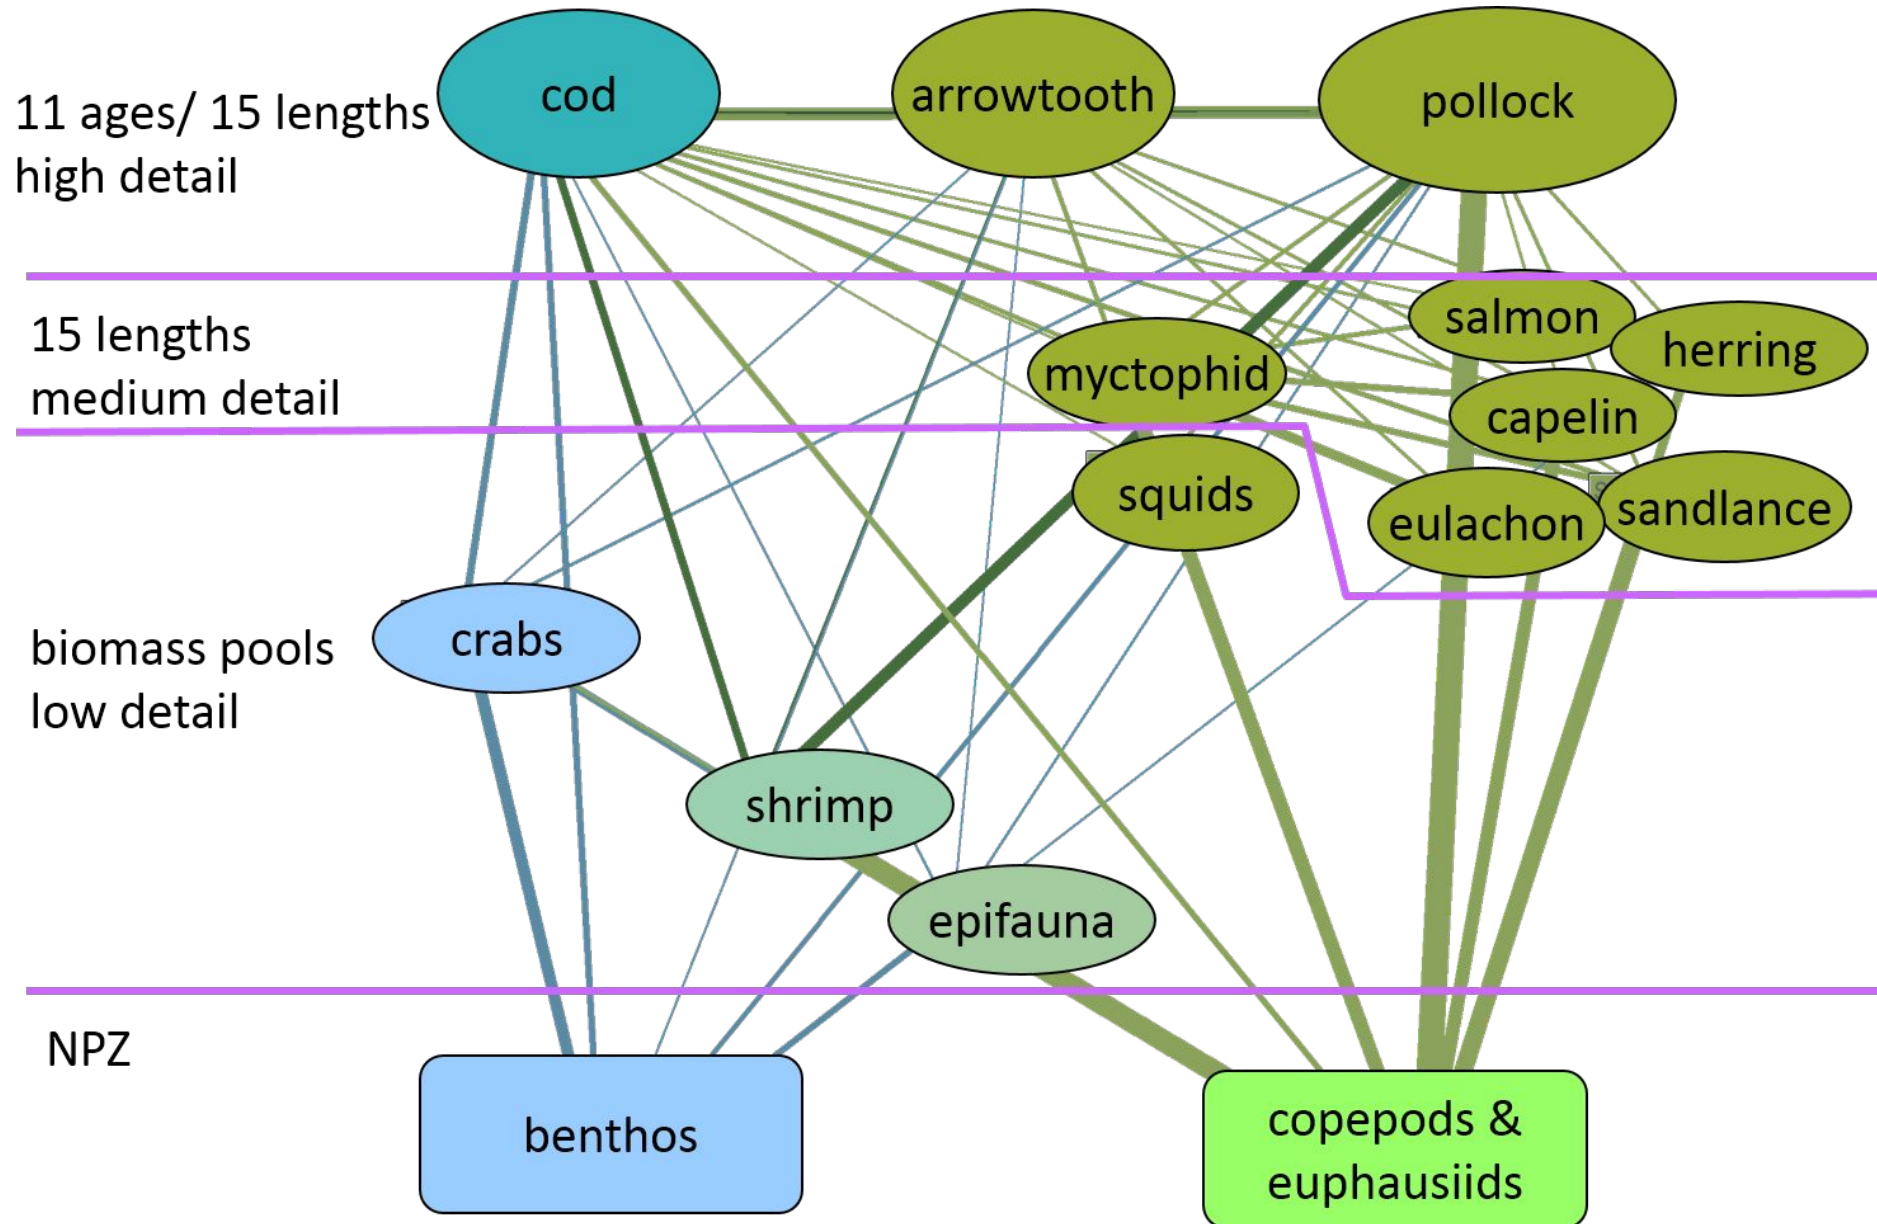 cod
arrowtooth
pollock
11 ages/ 15 lengths
high detail
salmon
herring
15 lengths
medium detail
myctophid
capelin
squids
eulachon
sandlance
crabs
biomass pools
low detail
shrimp
epifauna
NPZ
benthos
copepods &
euphausiids